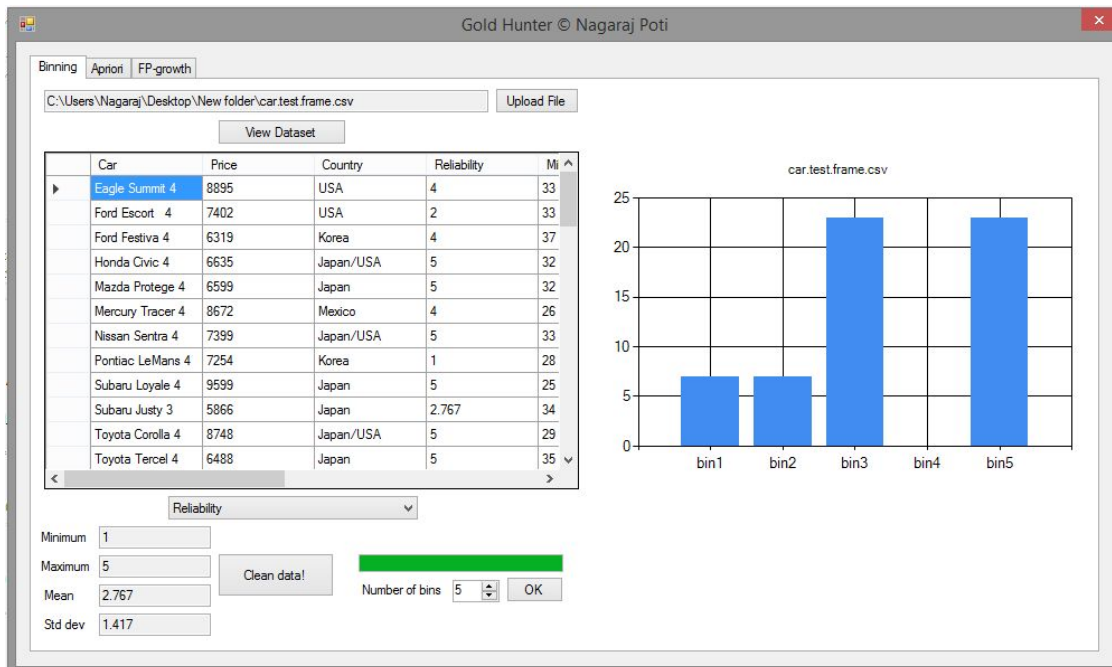 Gold Hunter © Nagaraj Poti
Binning Apriori FP-growth
C:\Users\Nagaraj\Desktop\New folder\car.test.frame.csv Upload File
View Dataset
Car Price Country Reliability Mi
Eagle Summit 4 8895 USA 4 33
Ford Escort 4 7402 USA 2 33
Ford Festiva 4 6319 Korea 4 37
Honda Civic 4 6635 Japan/USA 5 32
Mazda Protege 4 6599 Japan 5 32
Mercury Tracer 4 8672 Mexico 4 26
Nissan Sentra 4 7399 Japan/USA 5 33
Pontiac LeMans 4 7254 Korea 1 28
Subaru Loyale 4 9599 Japan 5 25
Subaru Justy 3 5866 Japan 2.767 34
Toyota Corolla 4 8748 Japan/USA 5 29
Toyota Tercel 4 6488 Japan 5 35
Reliability
Minimum 1
Maximum 5
Mean 2.767
Std dev 1.417
Clean data!
Number of bins 5 OK
car.test.frame.csv
25
20
15
10
5
0
bin1 bin2 bin3 bin4 bin5